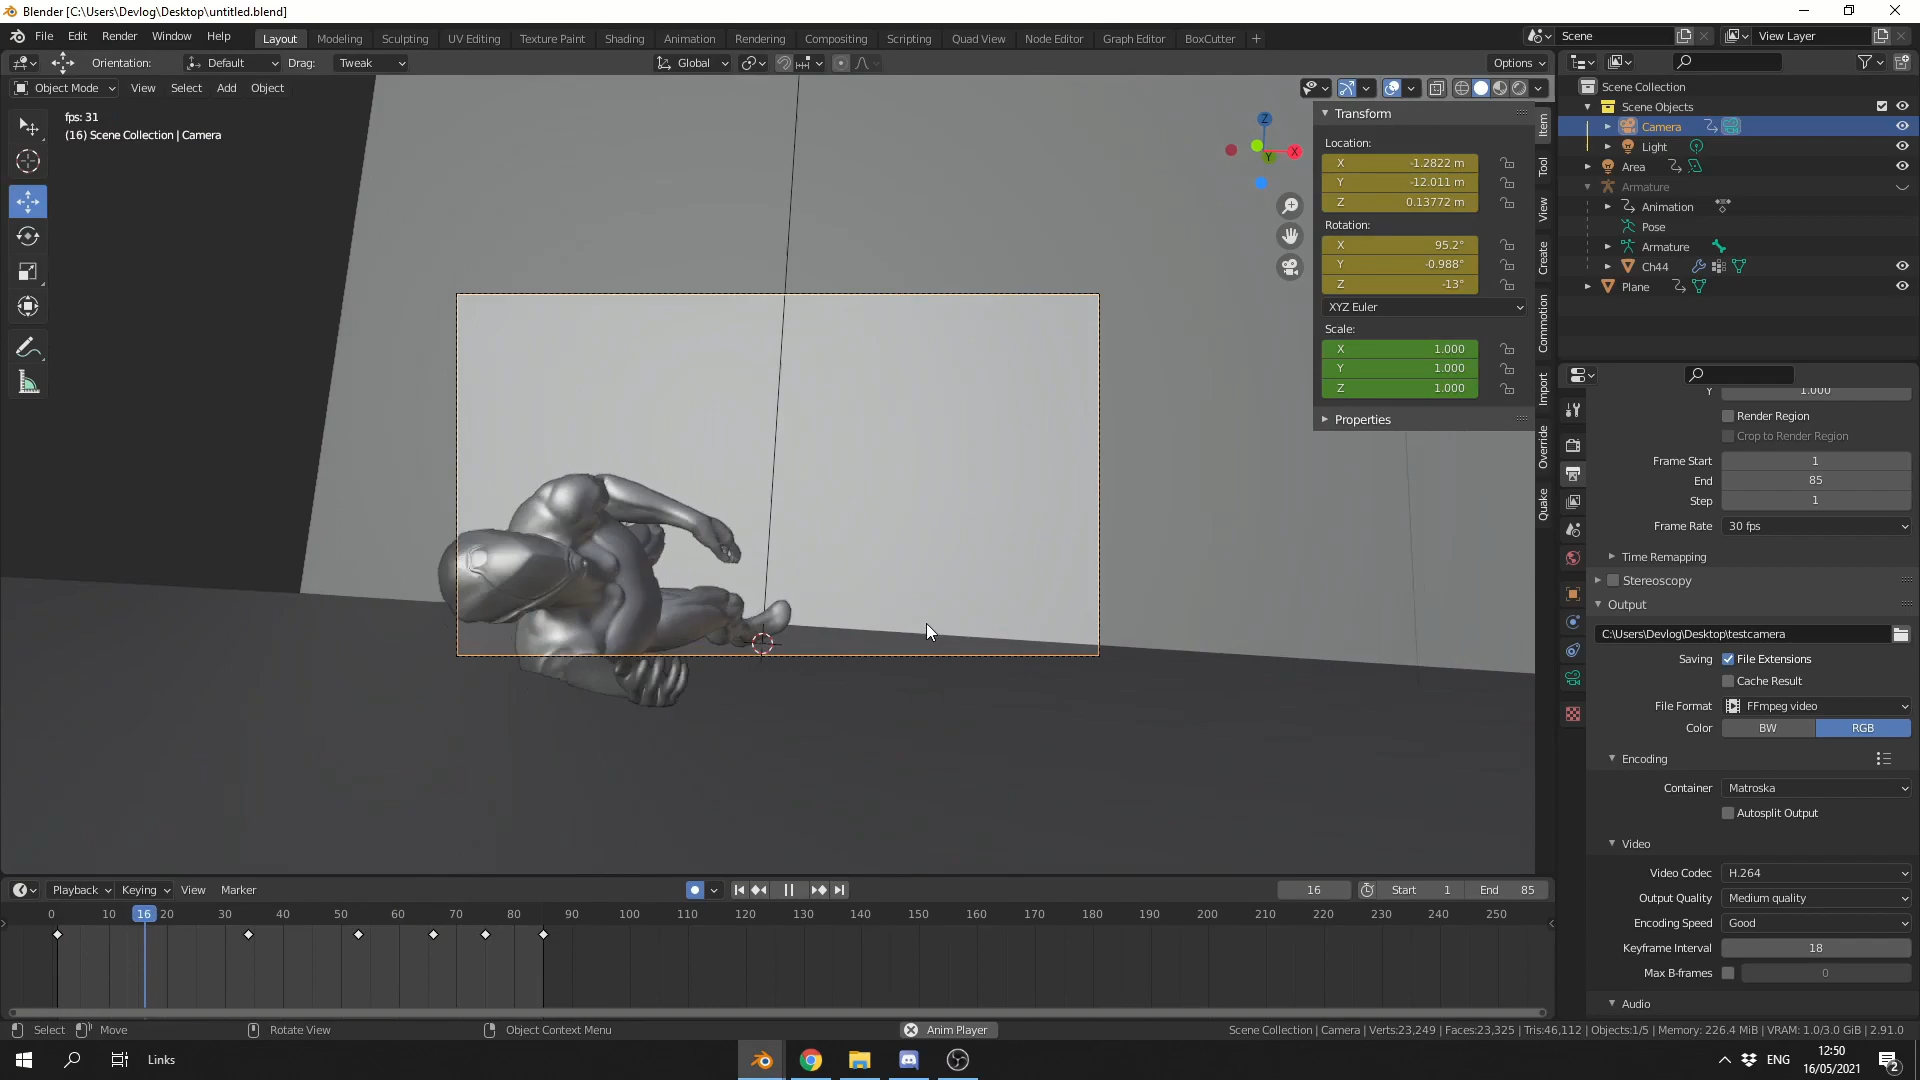 Blender [C:\Users\Devlog\Desktop\untitled.blend]
File Edit Render Window Help Layout Modeling Sculpting UV Editing Texture Paint Shading Animation Rendering Compositing Scripting Quad View Node Editor Graph Editor BoxCutter + Scene View Layer
Orientation: Default Drag: Tweak Global Options
Object Mode View Select Add Object
fps: 31
(16) Scene Collection | Camera
Z
X
Y
Transform
Location:
X -1.2822 m
Y -12.011 m
Z 0.13772 m
Rotation:
X 95.2°
Y -0.988°
Z -13°
XYZ Euler
Scale:
X 1.000
Y 1.000
Z 1.000
Properties
Item
Tool
View
Create
Commotion
Import
Override
Quake
Scene Collection
Scene Objects
Camera
Light
Area
Armature
Animation
Pose
Armature
Ch44
Plane
Y 1.000
Render Region
Crop to Render Region
Frame Start 1
End 85
Step 1
Frame Rate 30 fps
Time Remapping
Stereoscopy
Output
C:\Users\Devlog\Desktop\testcamera
Saving File Extensions
Cache Result
File Format FFmpeg video
Color BW RGB
Encoding
Container Matroska
Autosplit Output
Video
Video Codec H.264
Output Quality Medium quality
Encoding Speed Good
Keyframe Interval 18
Max B-frames 0
Audio
Playback Keying View Marker 16 Start 1 End 85
0 10 16 20 30 40 50 60 70 80 90 100 110 120 130 140 150 160 170 180 190 200 210 220 230 240 250
Select Move Rotate View Object Context Menu Anim Player Scene Collection | Camera | Verts:23,249 | Faces:23,325 | Tris:46,112 | Objects:1/5 | Memory: 226.4 MiB | VRAM: 1.0/3.0 GiB | 2.91.0
Links ENG 12:50
16/05/2021
2